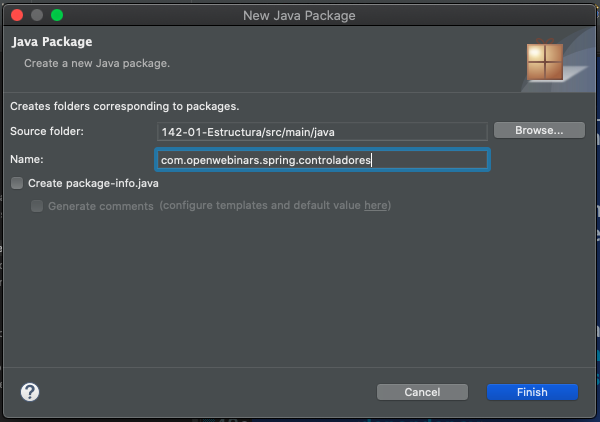 New Java Package
Java Package
Create a new Java package.
Creates folders corresponding to packages.
Source folder: 142-01-Estructura/src/main/java Browse...
Name: com.openwebinars.spring.controladores
Create package-info.java
Generate comments (configure templates and default value here)
? Cancel Finish